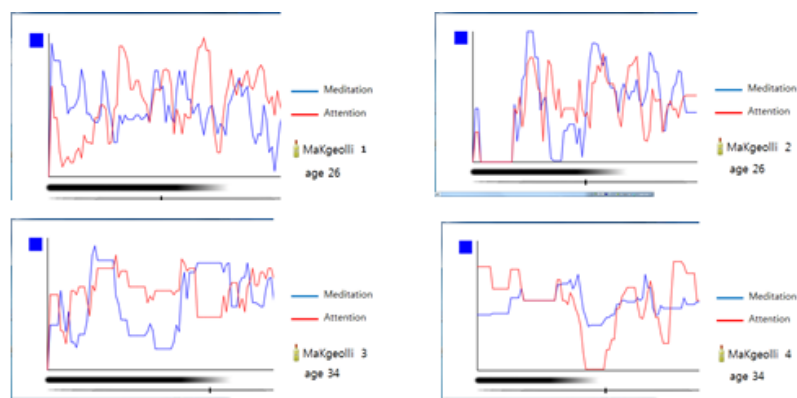 Meditation
Attention
MaKgeolli 1
age 26
Meditation
Attention
MaKgeolli 2
age 26
Meditation
Attention
MaKgeolli 3
age 34
Meditation
Attention
MaKgeolli 4
age 34